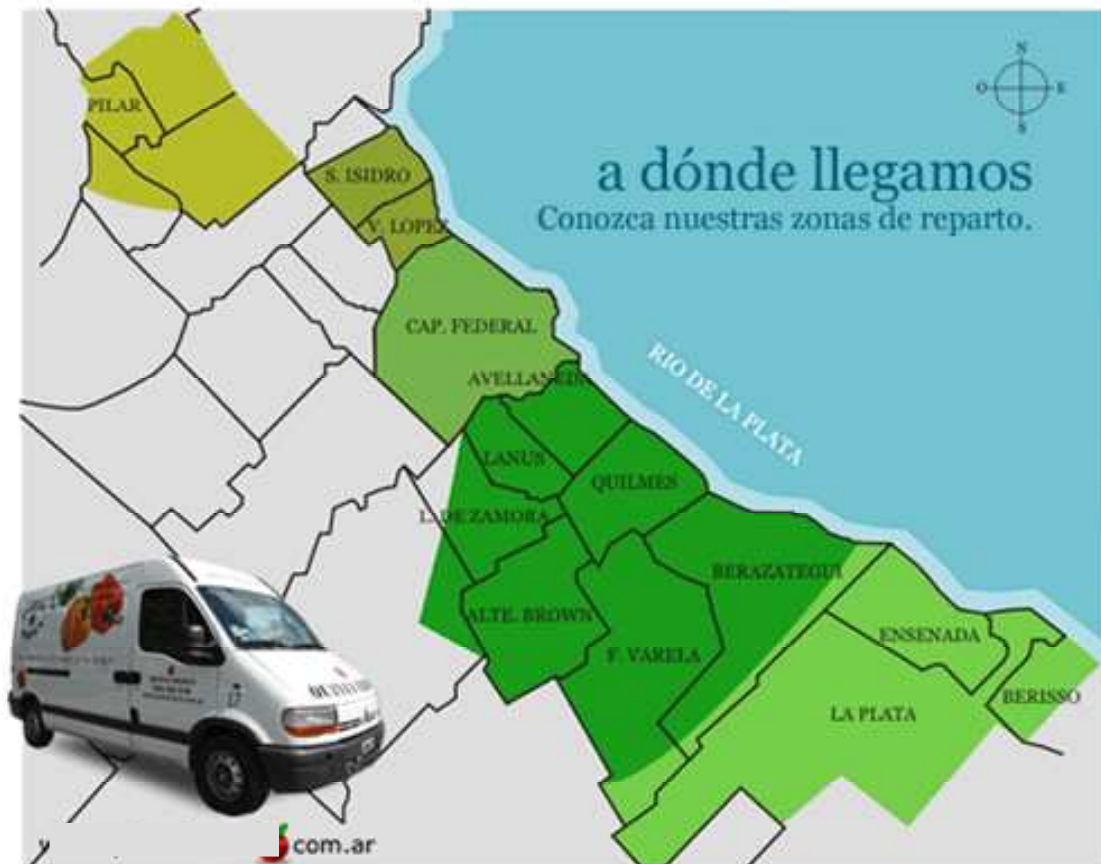 PILAR
S
O
E
S
a dónde llegamos
Conozca nuestras zonas de reparto.
S. ISIDRO
V. LOPEZ
CAP. FEDERAL
RIO DE LA PLATA
AVELLANEDA
LANUS
QUILMES
L. DE ZAMORA
BERAZATEGUI
ALTE. BROWN
F. VARELA
ENSENADA
BERISSO
LA PLATA
com.ar